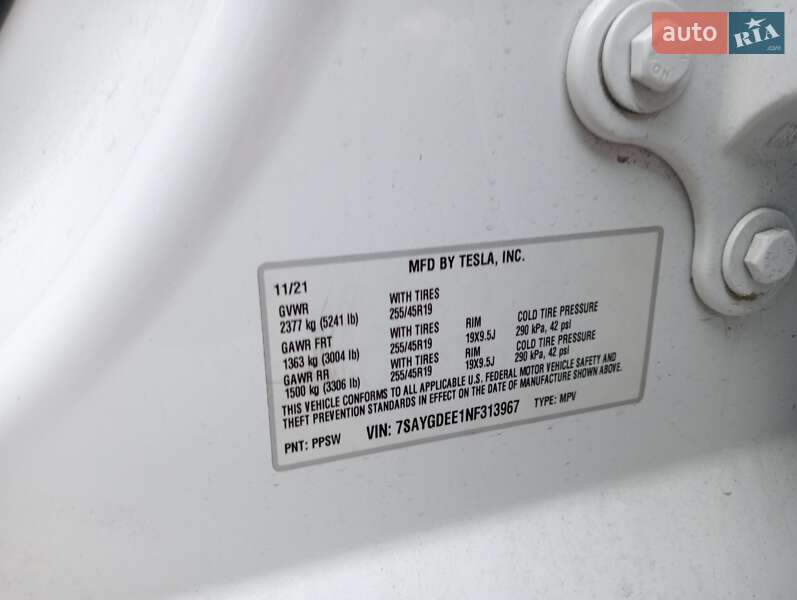 auto RIA .com
MFD BY TESLA, INC.
11/21
GVWR WITH TIRES
2377 kg (5241 lb) 255/45R19
GAWR FRT WITH TIRES RIM COLD TIRE PRESSURE
1363 kg (3004 lb) 255/45R19 19X9.5J 290 kPa, 42 psi
GAWR RR WITH TIRES RIM COLD TIRE PRESSURE
1500 kg (3306 lb) 255/45R19 19X9.5J 290 kPa, 42 psi
THIS VEHICLE CONFORMS TO ALL APPLICABLE U.S. FEDERAL MOTOR VEHICLE SAFETY AND
THEFT PREVENTION STANDARDS IN EFFECT ON THE DATE OF MANUFACTURE SHOWN ABOVE.
PNT: PPSW VIN: 7SAYGDEE1NF313967 TYPE: MPV